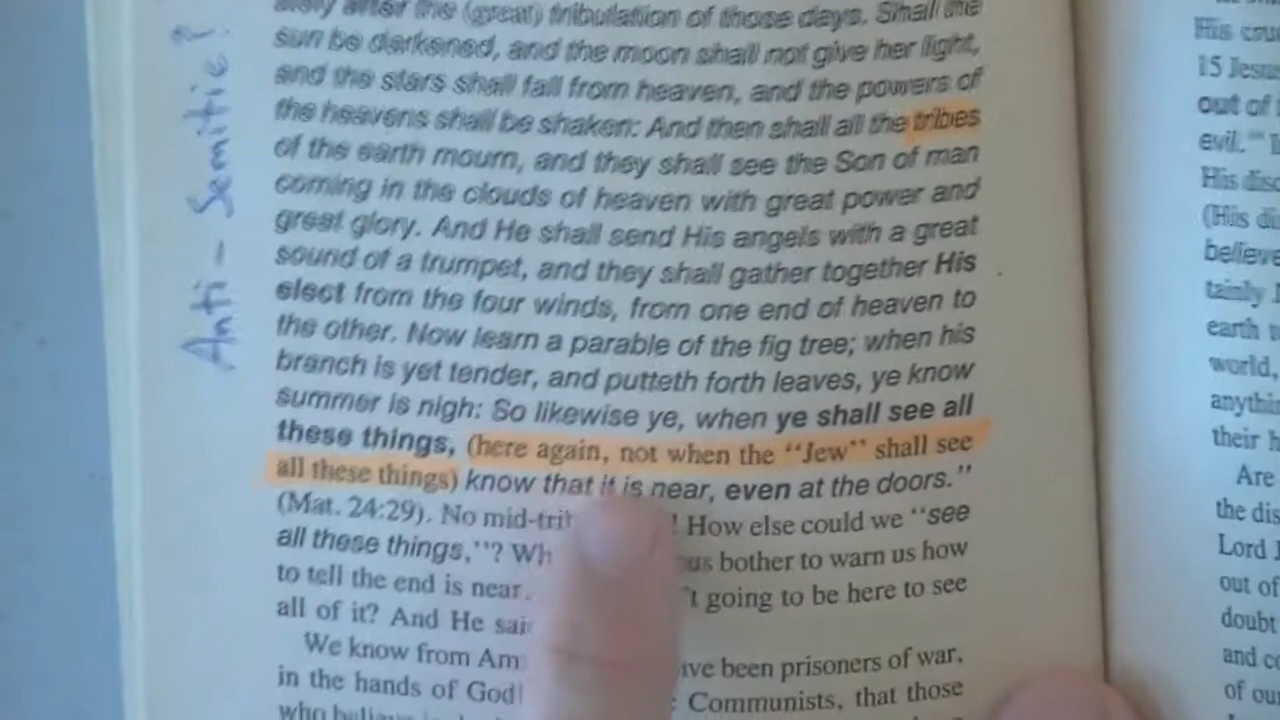 Anti - Semitic!
after the (great) tribulation of those days. Shall the
sun be darkened, and the moon shall not give her light,
and the stars shall fall from heaven, and the powers of
the heavens shall be shaken: And then shall all the tribes
of the earth mourn, and they shall see the Son of man
coming in the clouds of heaven with great power and
great glory. And He shall send His angels with a great
sound of a trumpet, and they shall gather together His
elect from the four winds, from one end of heaven to
the other. Now learn a parable of the fig tree; when his
branch is yet tender, and putteth forth leaves, ye know
summer is nigh: So likewise ye, when ye shall see all
these things, (here again, not when the "Jew" shall see
all these things) know that it is near, even at the doors."
(Mat. 24:29). No mid-trib ! How else could we "see
all these things,"? Wh us bother to warn us how
to tell the end is near. 't going to be here to see
all of it? And He sai
We know from Am ve been prisoners of war,
in the hands of God Communists, that those
who
His
15 Jesus
out of
evil."
His disc
(His di
believe
tainly
earth
world,
anythi
their h
Are
the dis
Lord
out of
doubt
and co
of ou